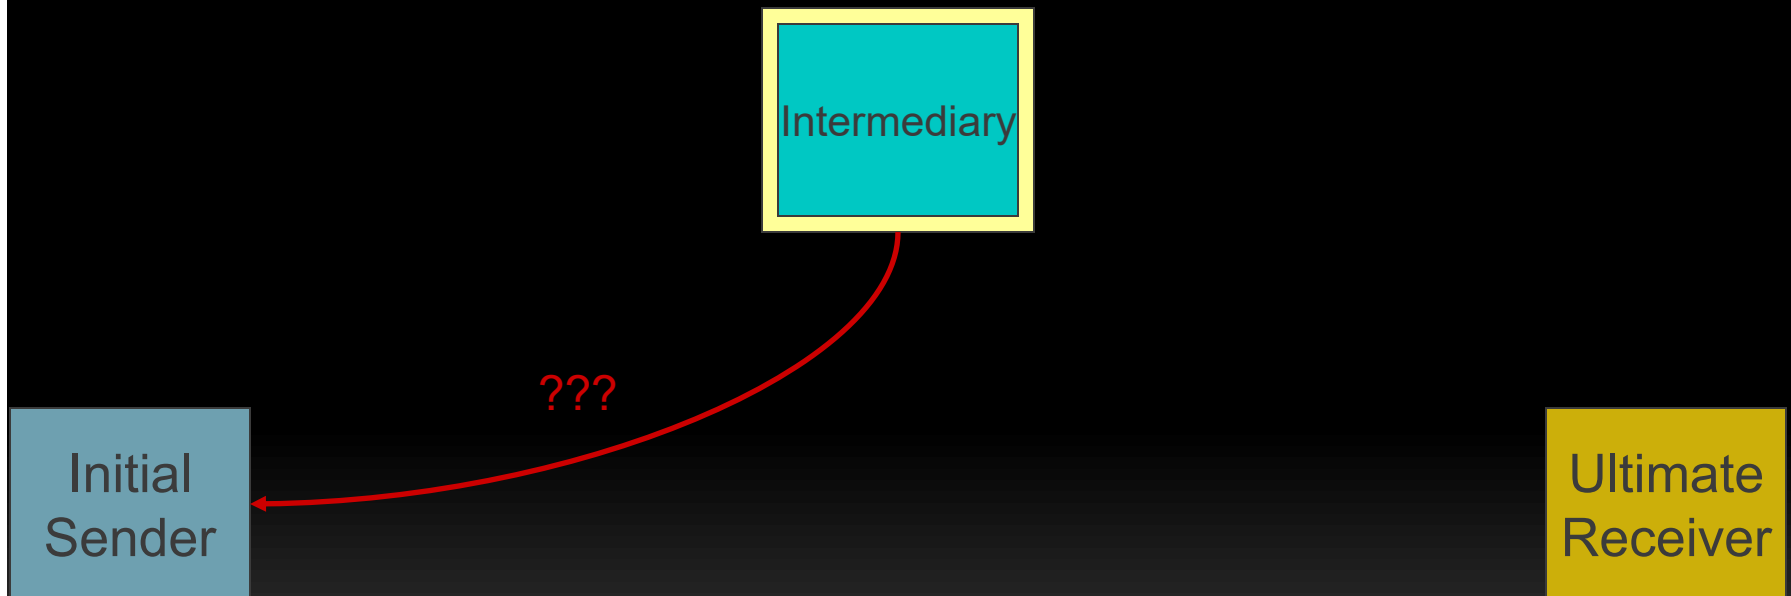 Intermediary
???
Initial
Sender
Ultimate
Receiver